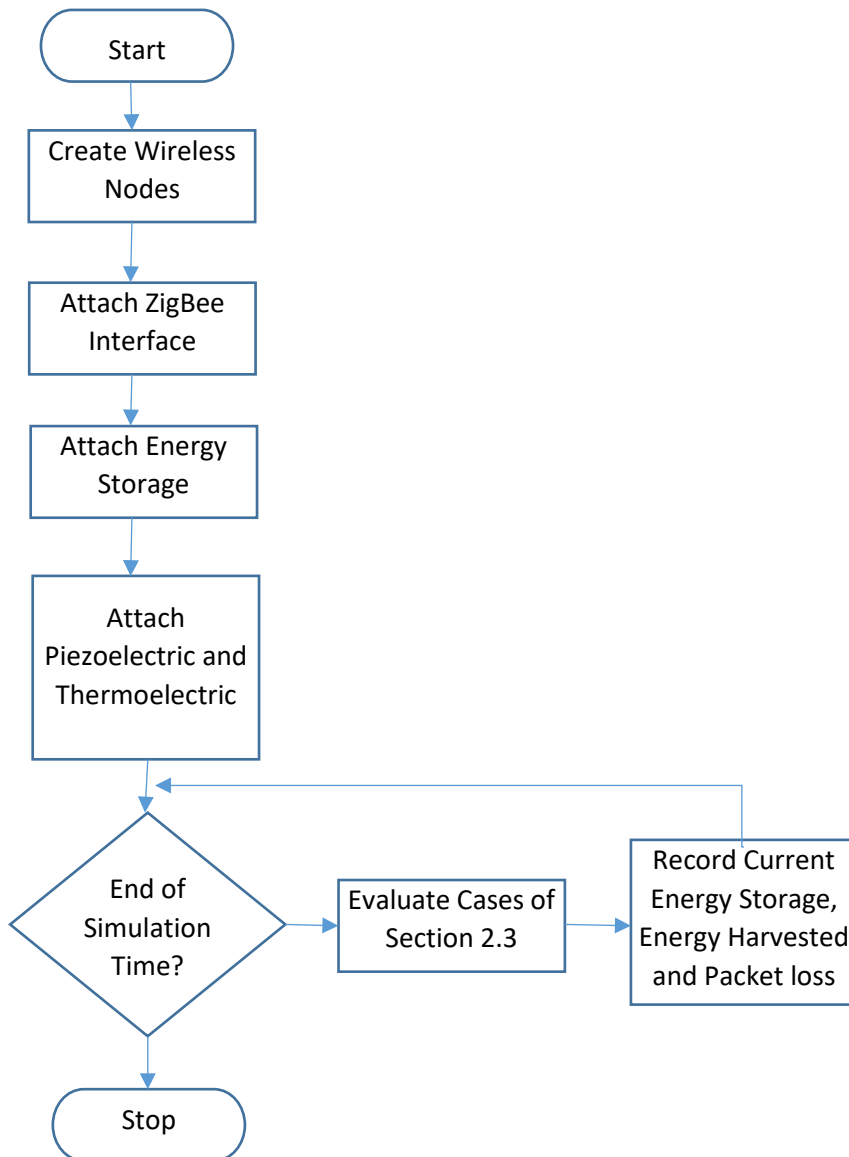 Start
Create Wireless
Nodes
Attach ZigBee
Interface
Attach Energy
Storage
Attach
Piezoelectric and
Thermoelectric
End of
Simulation
Time?
Evaluate Cases of
Section 2.3
Record Current
Energy Storage,
Energy Harvested
and Packet loss
Stop